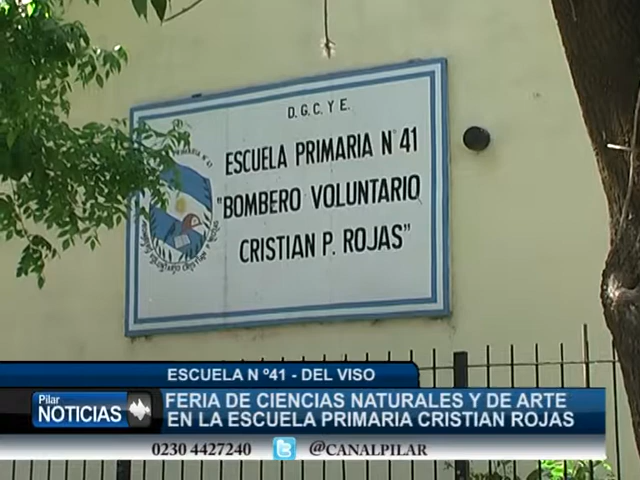 D.G.C. Y E.
ESCUELA PRIMARIA N° 41
"BOMBERO VOLUNTARIO
CRISTIAN P. ROJAS"
ESCUELA N º41 - DEL VISO
Pilar
NOTICIAS
FERIA DE CIENCIAS NATURALES Y DE ARTE
EN LA ESCUELA PRIMARIA CRISTIAN ROJAS
0230 4427240
@CANALPILAR